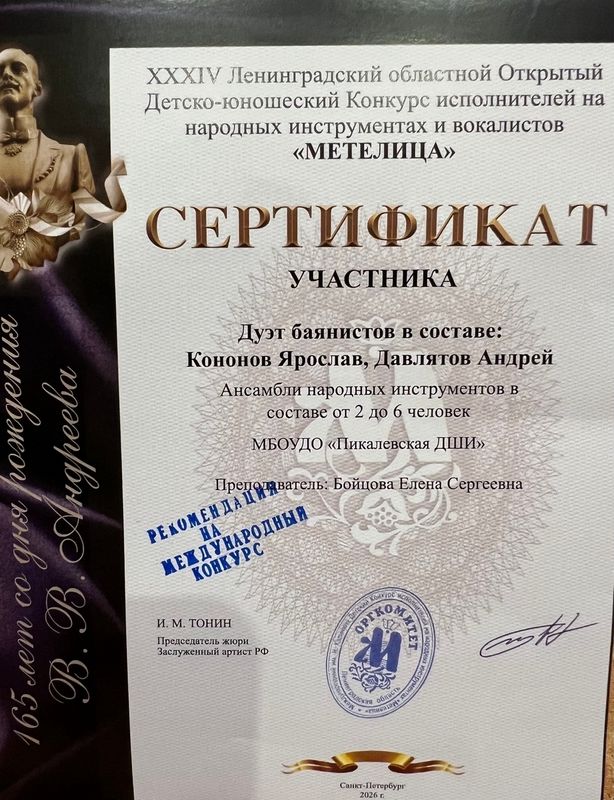 XXXIV Ленинградский областной Открытый
Детско-юношеский Конкурс исполнителей на
народных инструментах и вокалистов
«МЕТЕЛИЦА»
СЕРТИФИКАТ
УЧАСТНИКА
Дуэт баянистов в составе:
Кононов Ярослав, Давлятов Андрей
Ансамбли народных инструментов в
составе от 2 до 6 человек
МБОУДО «Пикалевская ДШИ»
Преподаватель: Бойцова Елена Сергеевна
РЕКОМЕНДАЦИЯ
НА
МЕЖДУНАРОДНЫЙ
КОНКУРС
И. М. ТОНИН
Председатель жюри
Заслуженный артист РФ
ОРГКОМИТЕТ
Санкт-Петербург
2026 г.
165 лет со дня рождения
В. В. Андреева